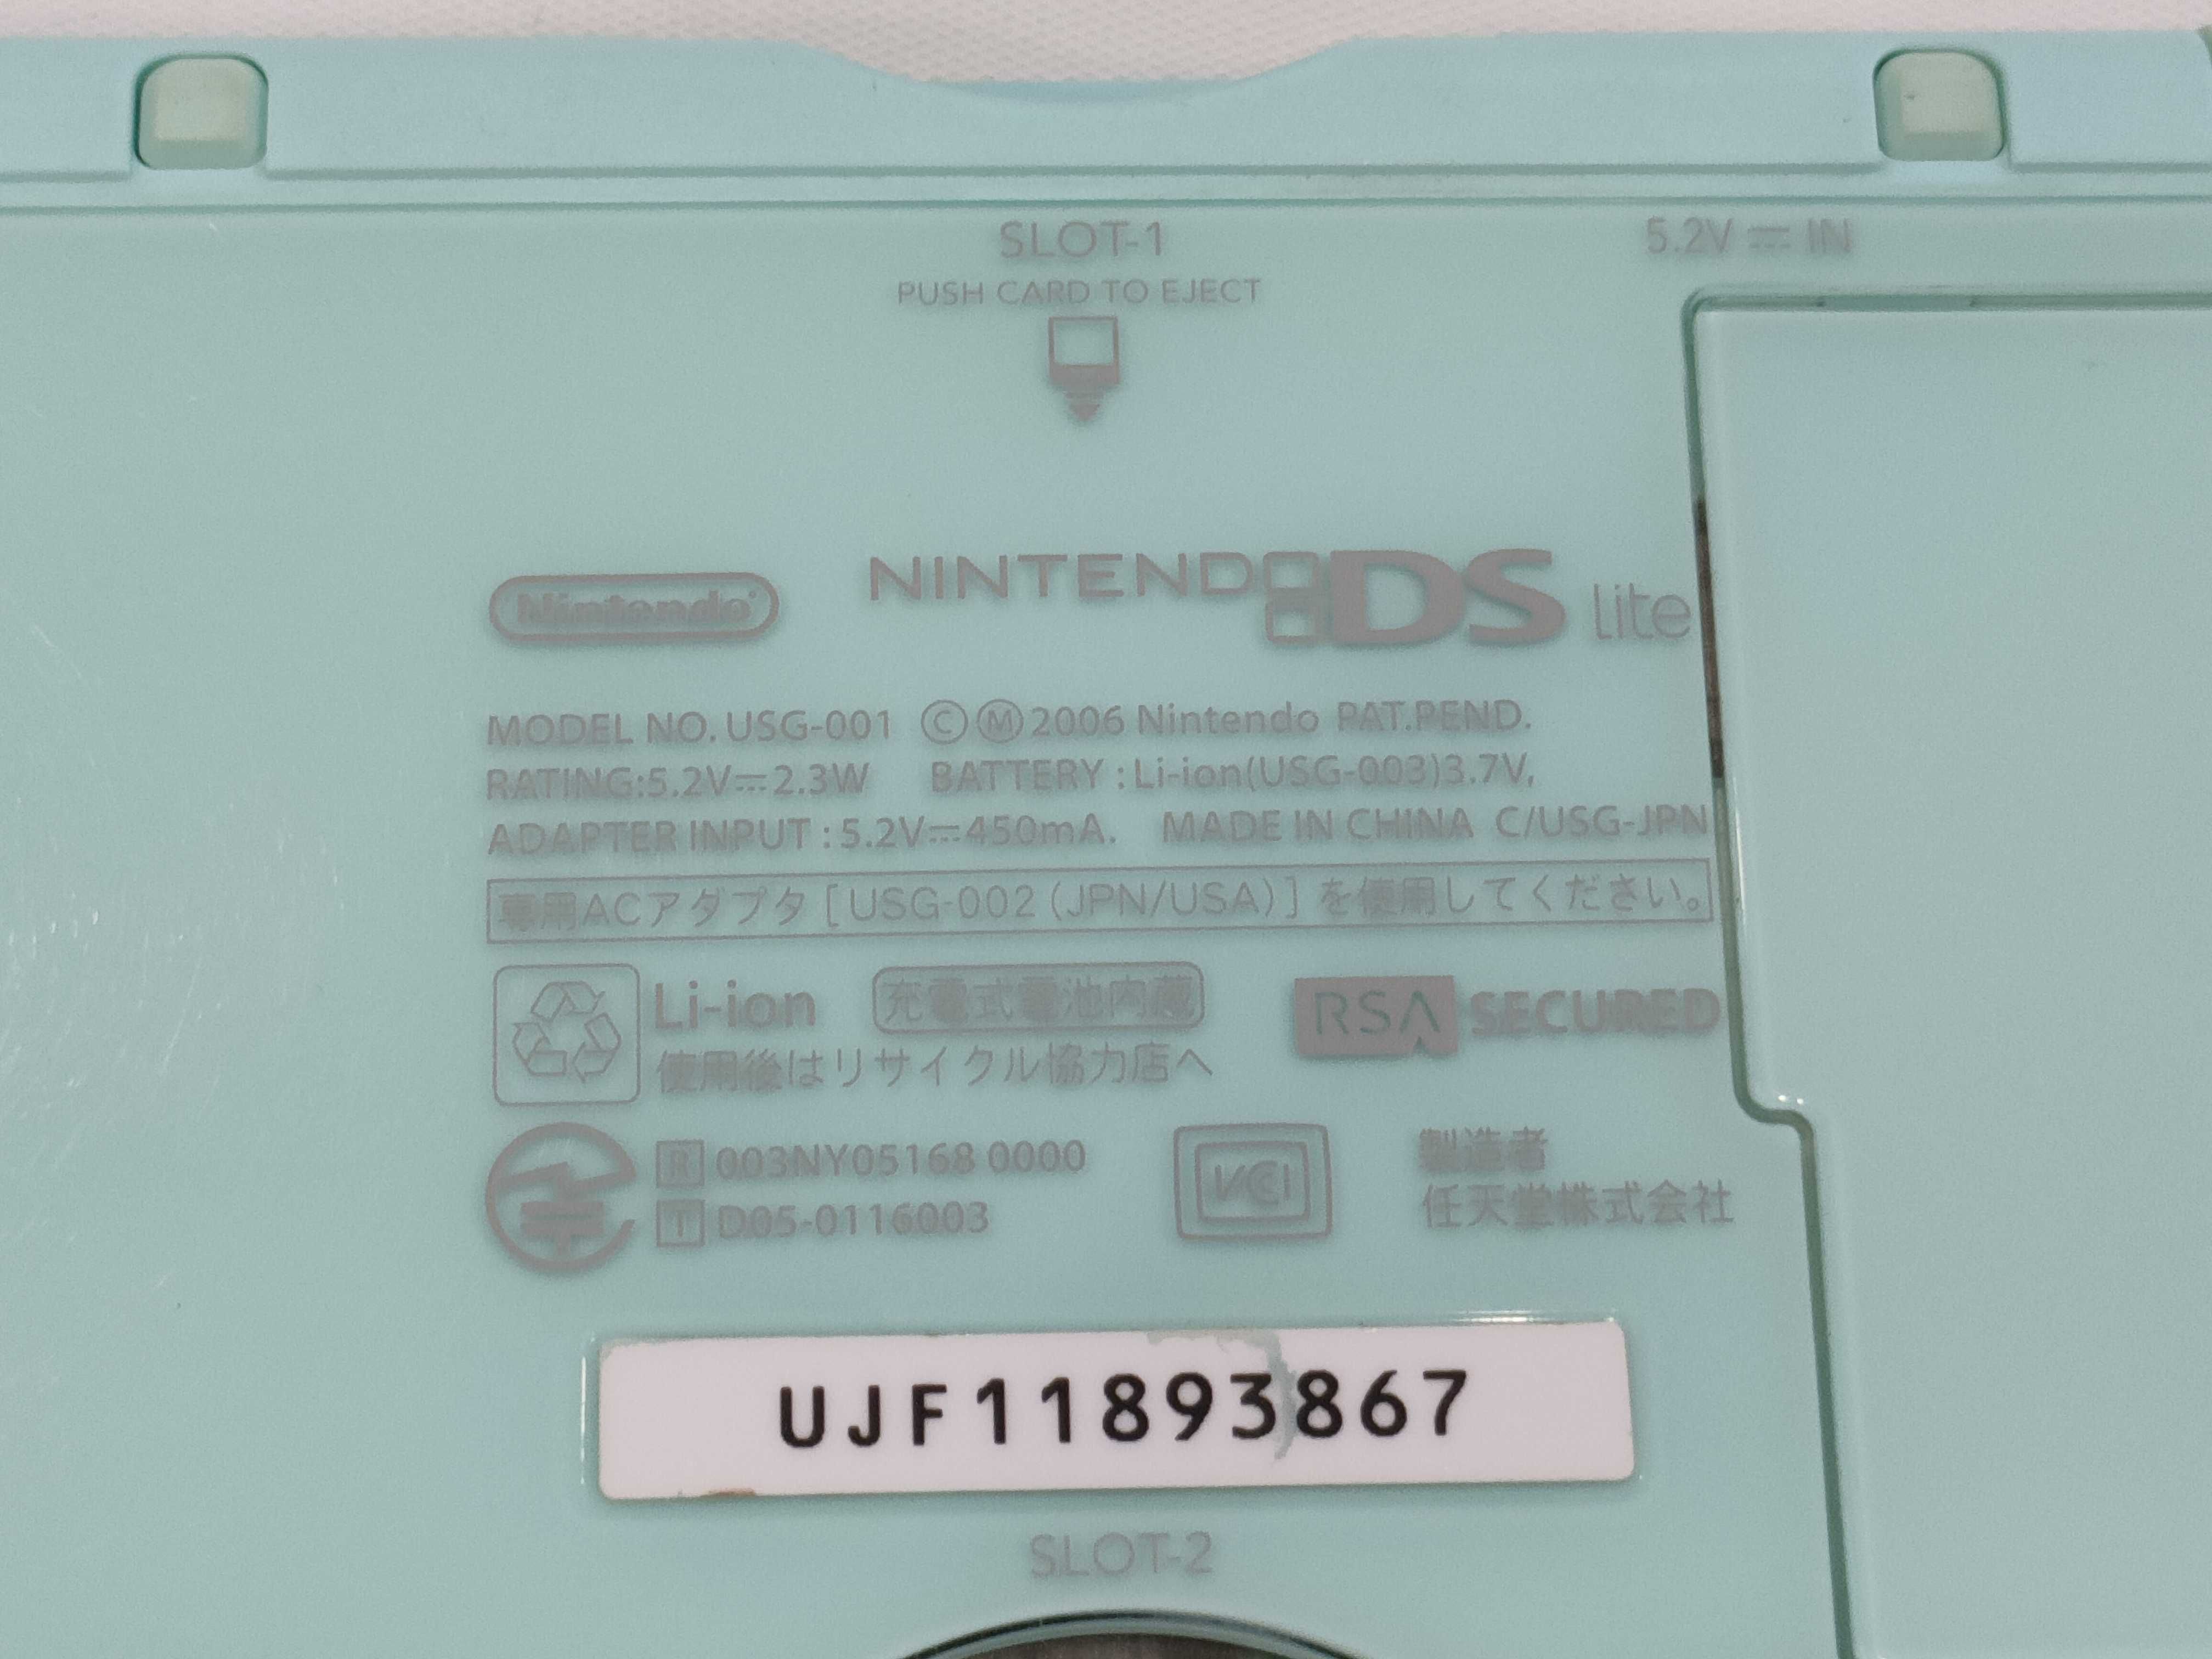 SLOT-1
5.2V ⎓ IN
PUSH CARD TO EJECT
Nintendo
NINTENDO DS lite
MODEL NO. USG-001 ⒸⓂ2006 Nintendo PAT.PEND.
RATING:5.2V⎓2.3W BATTERY : Li-ion(USG-003)3.7V,
ADAPTER INPUT : 5.2V⎓450mA. MADE IN CHINA C/USG-JPN
専用ACアダプタ [USG-002 (JPN/USA)] を使用してください。
Li-ion 充電式電池内蔵
RSA SECURED
使用後はリサイクル協力店へ
R 003NY05168 0000
T D05-0116003
VCCI
製造者
任天堂株式会社
UJF11893867
SLOT-2